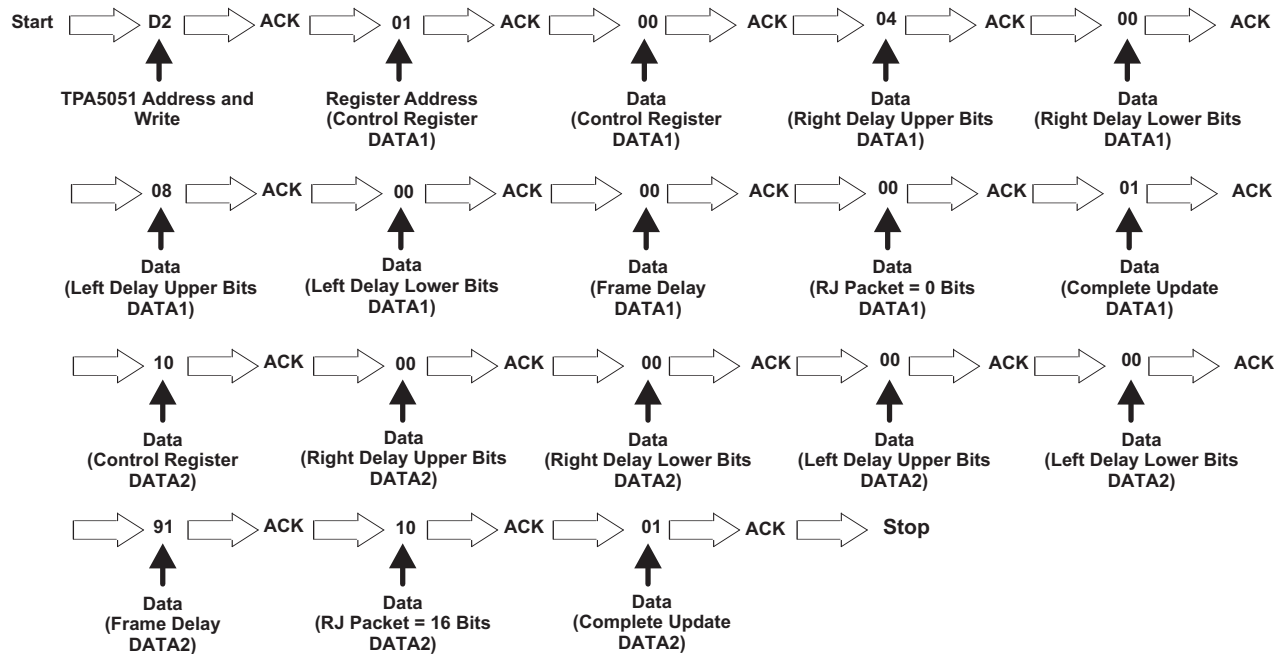 Start D2 ACK 01 ACK 00 ACK 04 ACK 00 ACK
TPA5051 Address and
Write
Register Address
(Control Register
DATA1)
Data
(Control Register
DATA1)
Data
(Right Delay Upper Bits
DATA1)
Data
(Right Delay Lower Bits
DATA1)
08 ACK 00 ACK 00 ACK 00 ACK 01 ACK
Data
(Left Delay Upper Bits
DATA1)
Data
(Left Delay Lower Bits
DATA1)
Data
(Frame Delay
DATA1)
Data
(RJ Packet = 0 Bits
DATA1)
Data
(Complete Update
DATA1)
10 ACK 00 ACK 00 ACK 00 ACK 00 ACK
Data
(Control Register
DATA2)
Data
(Right Delay Upper Bits
DATA2)
Data
(Right Delay Lower Bits
DATA2)
Data
(Left Delay Upper Bits
DATA2)
Data
(Left Delay Lower Bits
DATA2)
91 ACK 10 ACK 01 ACK Stop
Data
(Frame Delay
DATA2)
Data
(RJ Packet = 16 Bits
DATA2)
Data
(Complete Update
DATA2)